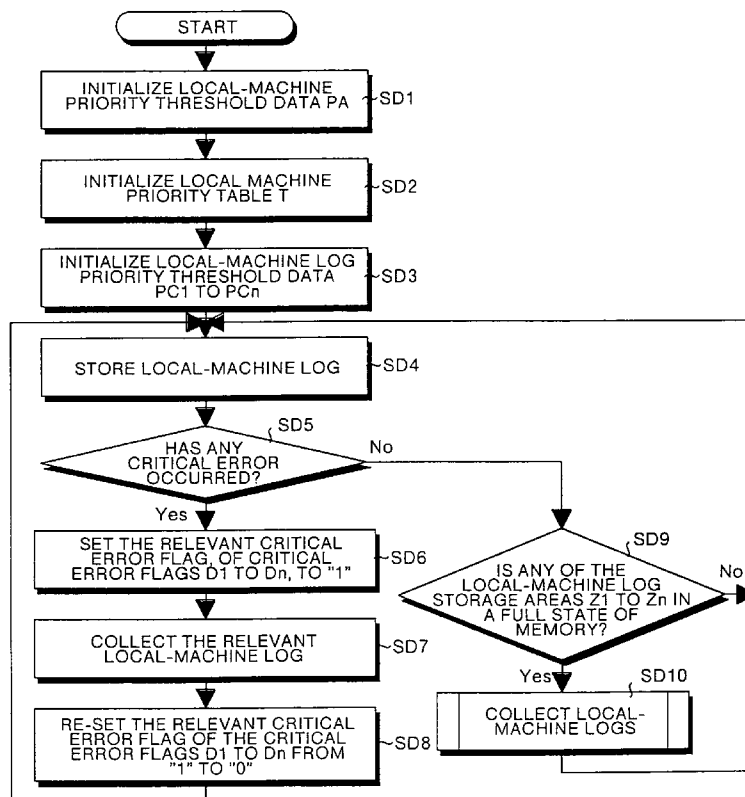 START
INITIALIZE LOCAL-MACHINE
PRIORITY THRESHOLD DATA PA
SD1
INITIALIZE LOCAL MACHINE
PRIORITY TABLE T
SD2
INITIALIZE LOCAL-MACHINE LOG
PRIORITY THRESHOLD DATA
PC1 TO PCn
SD3
STORE LOCAL-MACHINE LOG
SD4
SD5
HAS ANY
CRITICAL ERROR
OCCURRED?
No
Yes
SET THE RELEVANT CRITICAL
ERROR FLAG, OF CRITICAL
ERROR FLAGS D1 TO Dn, TO "1"
SD6
COLLECT THE RELEVANT
LOCAL-MACHINE LOG
SD7
RE-SET THE RELEVANT CRITICAL
ERROR FLAG OF THE CRITICAL
ERROR FLAGS D1 TO Dn FROM
"1" TO "0"
SD8
SD9
IS ANY OF THE
LOCAL-MACHINE LOG
STORAGE AREAS Z1 TO Zn IN
A FULL STATE OF
MEMORY?
No
Yes
SD10
COLLECT LOCAL-
MACHINE LOGS